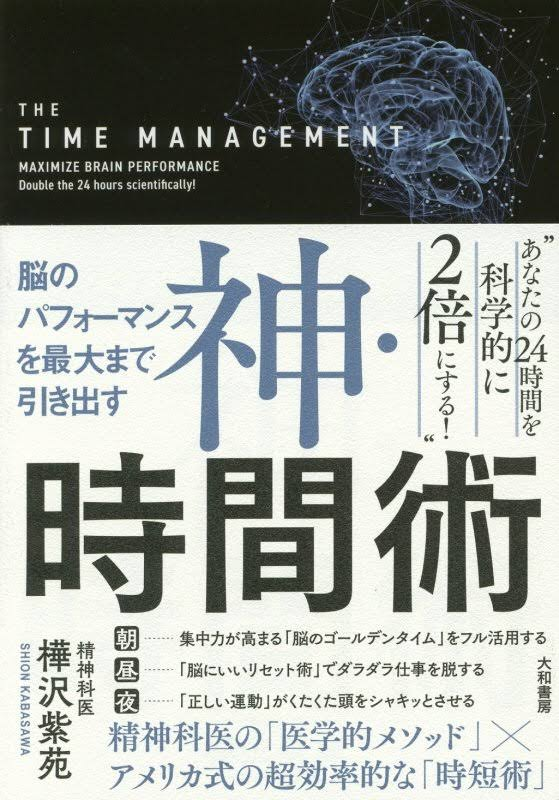 THE
TIME MANAGEMENT
MAXIMIZE BRAIN PERFORMANCE
Double the 24 hours scientifically!
"あなたの24時間を
科学的に
2倍にする!"
脳の
パフォーマンス
を最大まで
引き出す
神・
時間術
朝……集中力が高まる「脳のゴールデンタイム」をフル活用する
昼……「脳にいいリセット術」でダラダラ仕事を脱する
夜……「正しい運動」がくたくた頭をシャキッとさせる
精神科医
樺沢紫苑
SHION KABASAWA
大和書房
精神科医の「医学的メソッド」×
アメリカ式の超効率的な「時短術」